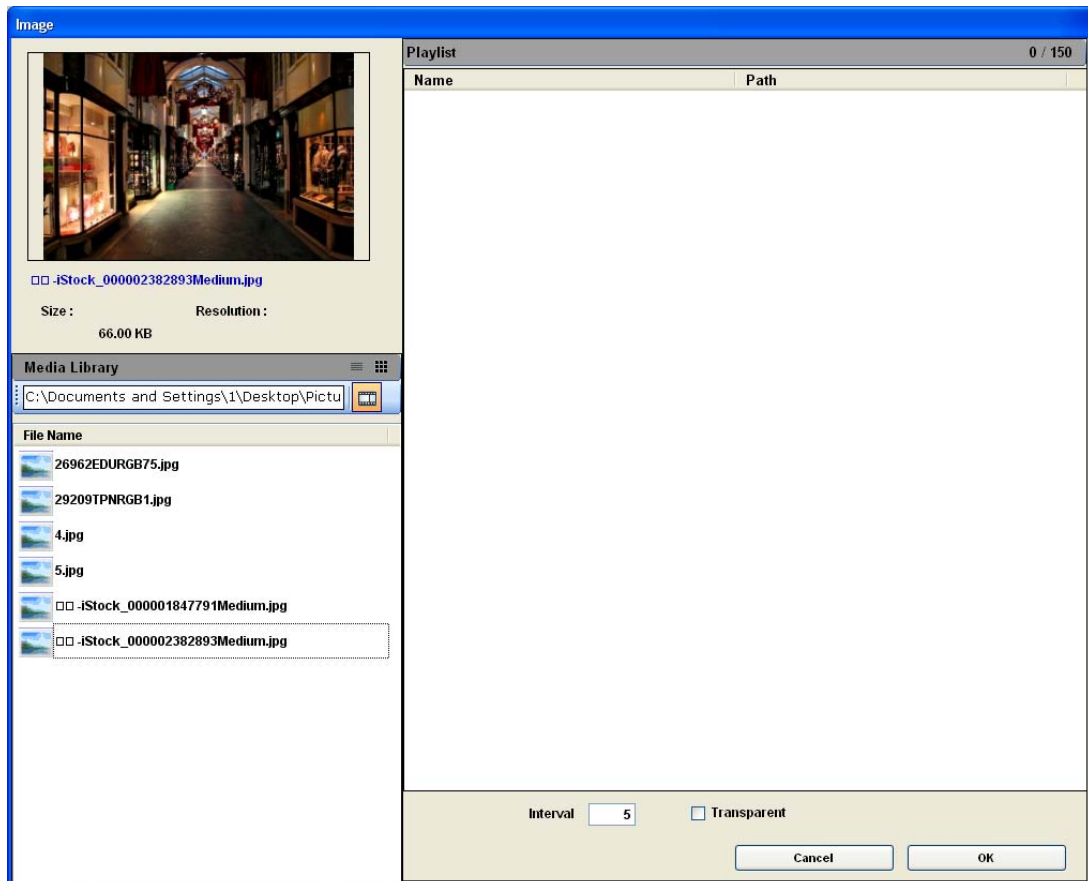 Image
Playlist 0 / 150
Name Path
□□ -iStock_000002382893Medium.jpg
Size : Resolution :
66.00 KB
Media Library
C:\Documents and Settings\1\Desktop\Pictu
File Name
26962EDURGB75.jpg
29209TPNRGB1.jpg
4.jpg
5.jpg
□□ -iStock_000001847791Medium.jpg
□□ -iStock_000002382893Medium.jpg
Interval 5 Transparent
Cancel OK